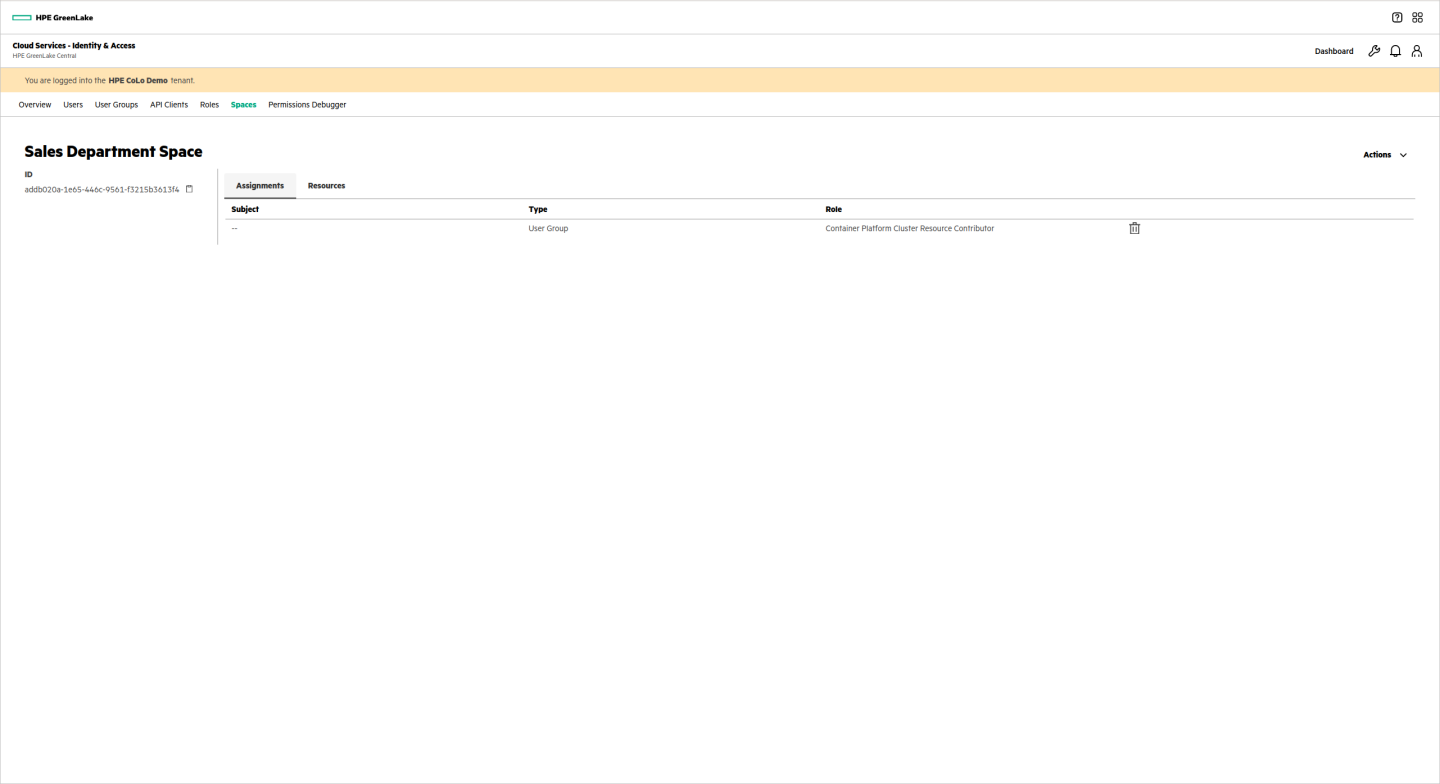 HPE GreenLake
Cloud Services - Identity & Access
HPE GreenLake Central
Dashboard
You are logged into the HPE CoLo Demo tenant.
Overview Users User Groups API Clients Roles Spaces Permissions Debugger
Sales Department Space
Actions
ID
addb020a-1e65-446c-9561-f3215b3613f4
Assignments Resources
Subject Type Role
-- User Group Container Platform Cluster Resource Contributor